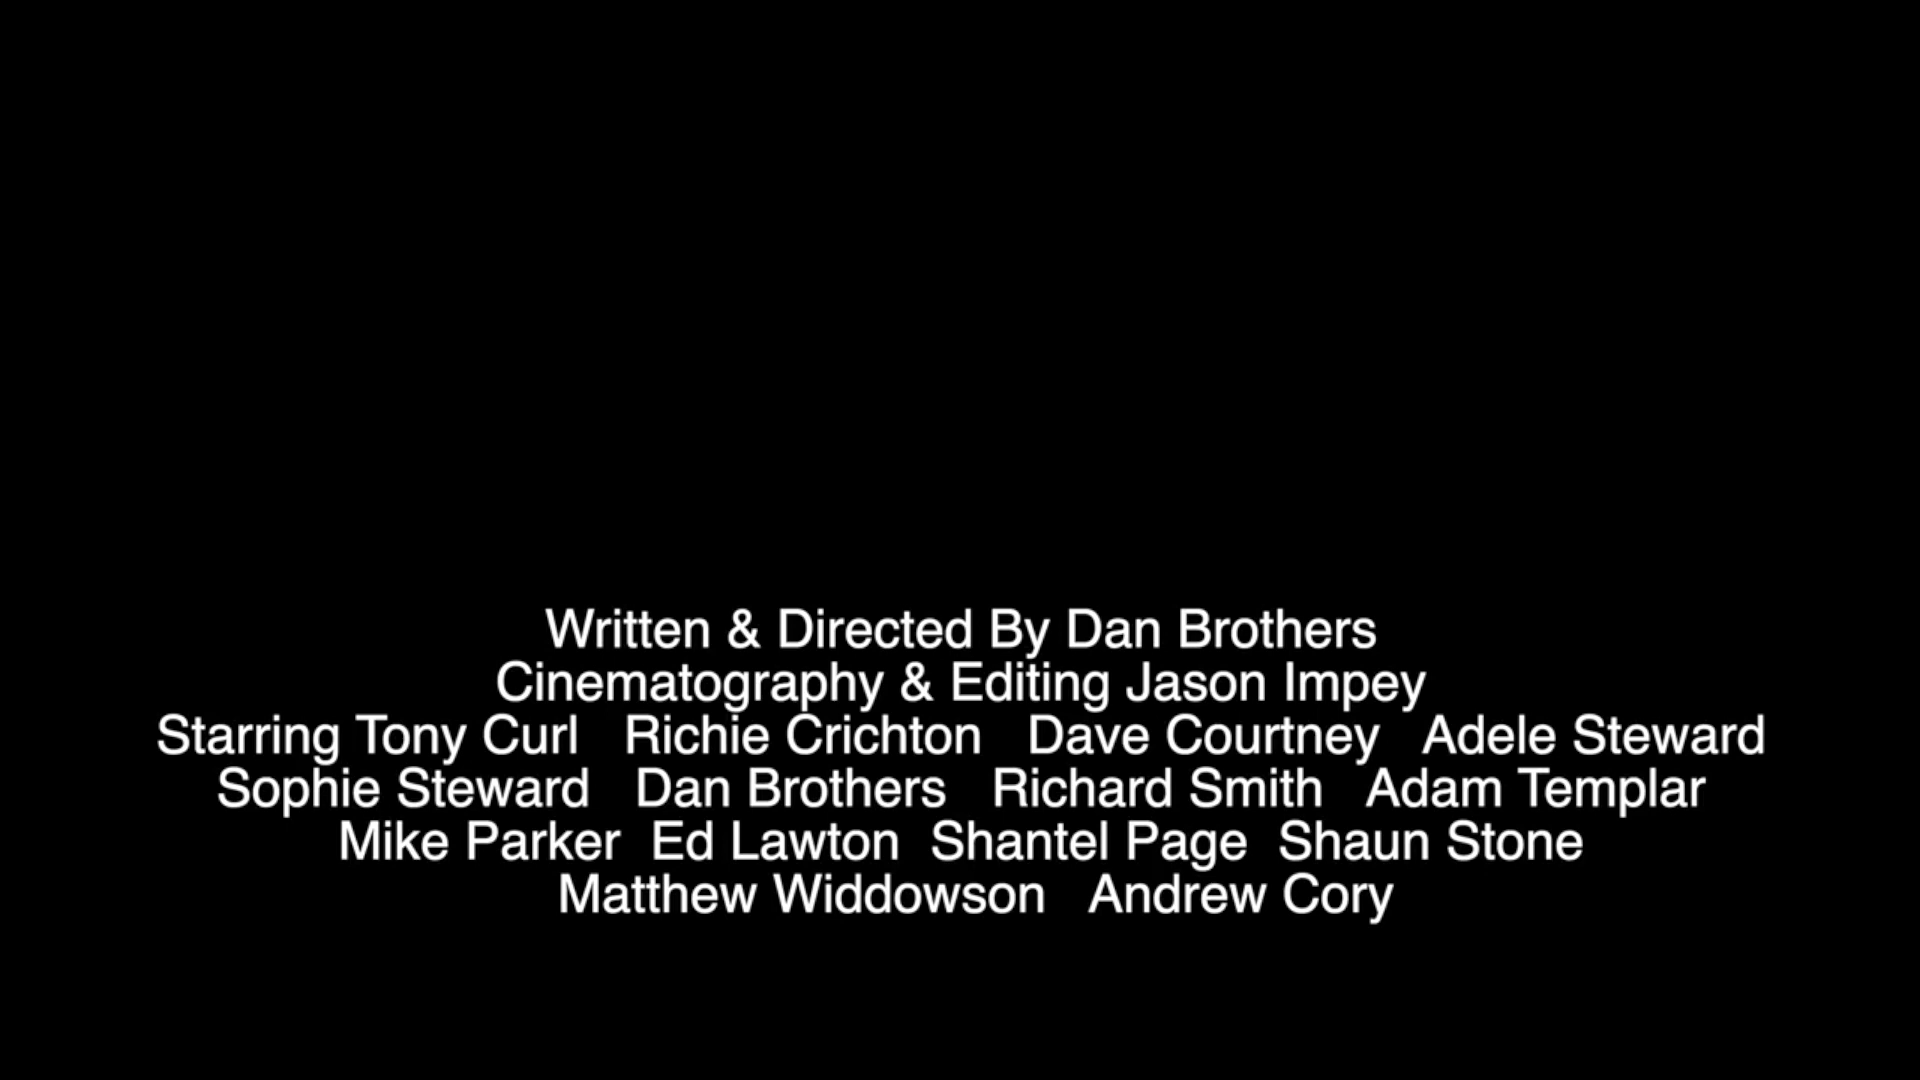 Written & Directed By Dan Brothers
Cinematography & Editing Jason Impey
Starring Tony Curl   Richie Crichton   Dave Courtney   Adele Steward
Sophie Steward   Dan Brothers   Richard Smith   Adam Templar
Mike Parker  Ed Lawton  Shantel Page  Shaun Stone
Matthew Widdowson   Andrew Cory